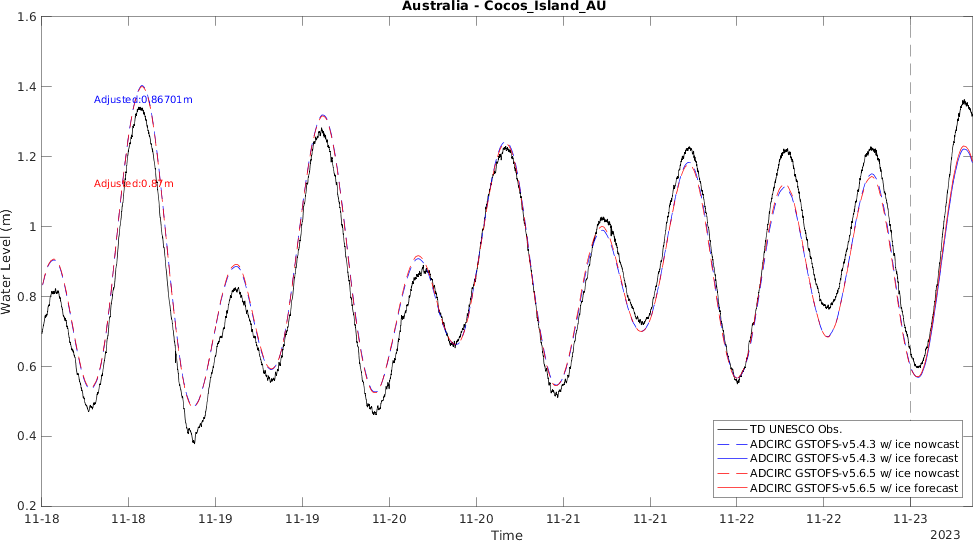 Australia - Cocos_Island_AU
1.6
1.4
1.2
1
0.8
0.6
0.4
0.2
Water Level (m)
Adjusted:0.86701m
Adjusted:0.87m
TD UNESCO Obs.
ADCIRC GSTOFS-v5.4.3 w/ ice nowcast
ADCIRC GSTOFS-v5.4.3 w/ ice forecast
ADCIRC GSTOFS-v5.6.5 w/ ice nowcast
ADCIRC GSTOFS-v5.6.5 w/ ice forecast
11-18 11-18 11-19 11-19 11-20 11-20 11-21 11-21 11-22 11-22 11-23
Time
2023